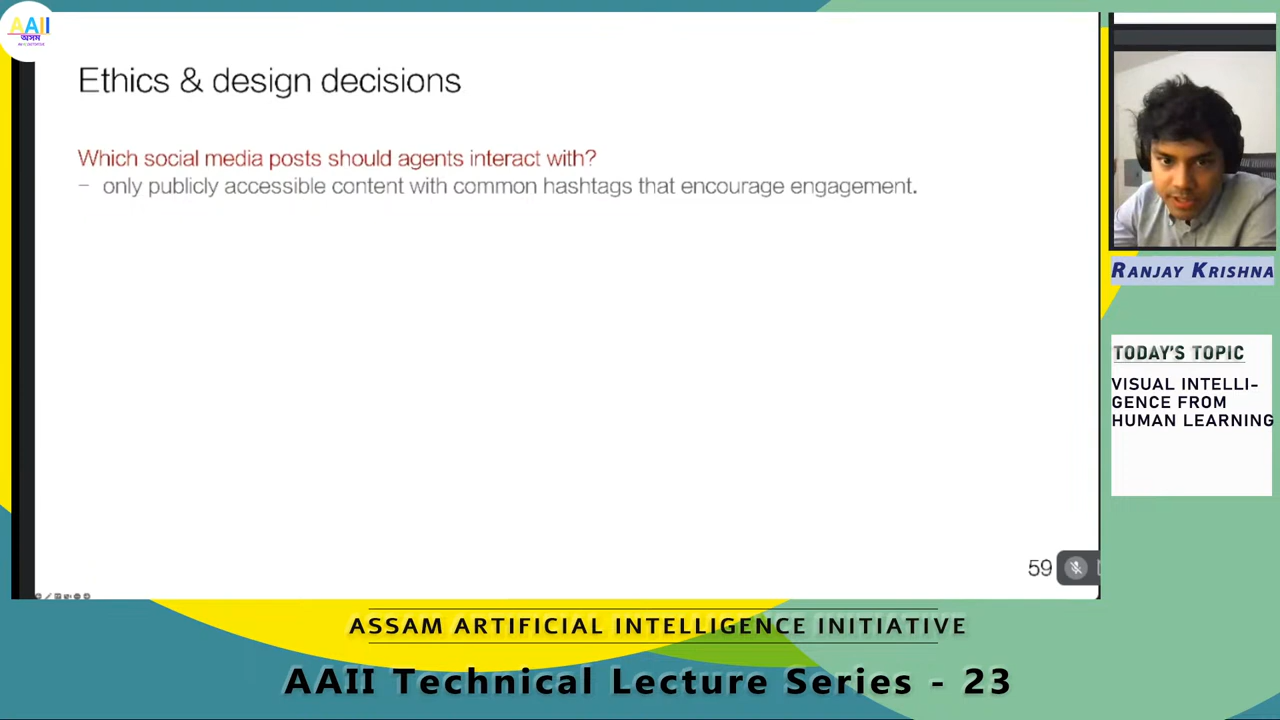 AAII
অসম
Ethics & design decisions
Which social media posts should agents interact with?
– only publicly accessible content with common hashtags that encourage engagement.
59
RANJAY KRISHNA
TODAY'S TOPIC
VISUAL INTELLI-
GENCE FROM
HUMAN LEARNING
ASSAM ARTIFICIAL INTELLIGENCE INITIATIVE
AAII Technical Lecture Series - 23